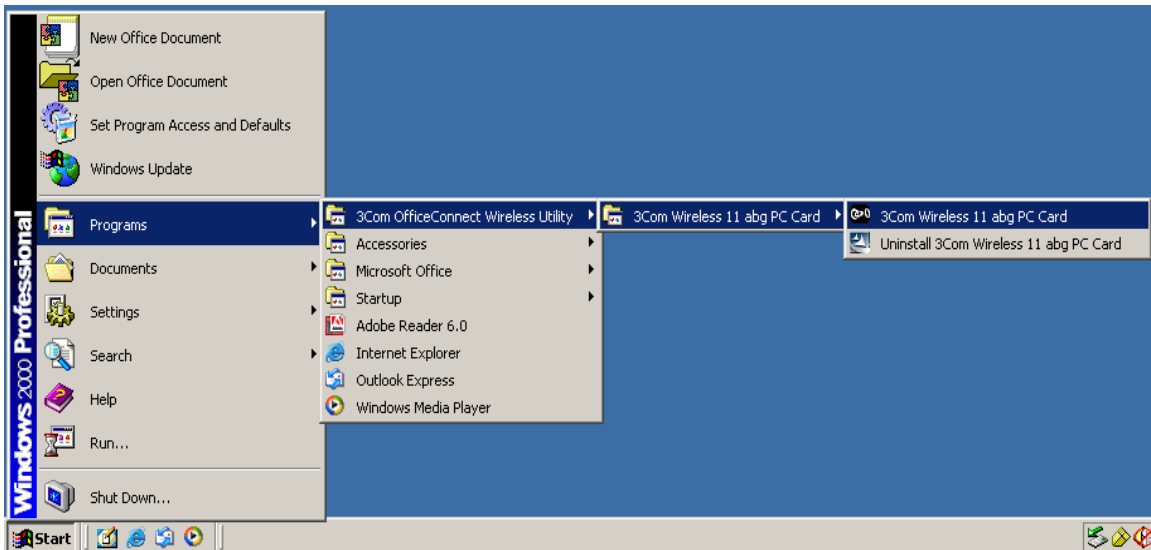 New Office Document
Open Office Document
Set Program Access and Defaults
Windows Update
Programs
Documents
Settings
Search
Help
Run...
Shut Down...
Windows 2000 Professional
3Com OfficeConnect Wireless Utility
Accessories
Microsoft Office
Startup
Adobe Reader 6.0
Internet Explorer
Outlook Express
Windows Media Player
3Com Wireless 11 abg PC Card
3Com Wireless 11 abg PC Card
Uninstall 3Com Wireless 11 abg PC Card
Start